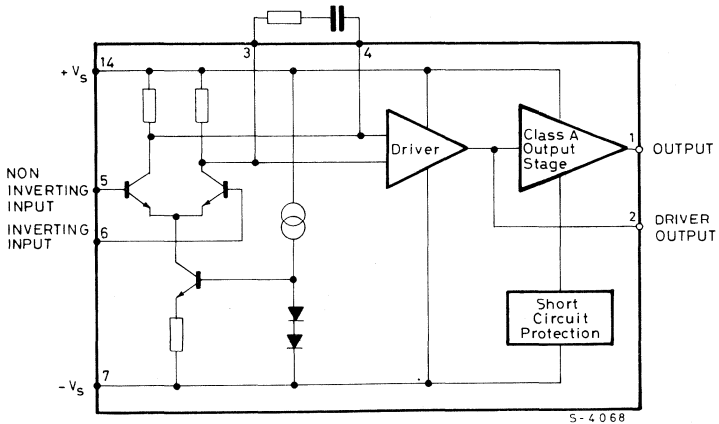 3
4
+ Vs
14
NON
INVERTING
INPUT
5
INVERTING
INPUT
6
Driver
Class A
Output
Stage
1
OUTPUT
2
DRIVER
OUTPUT
Short
Circuit
Protection
- Vs
7
S-4068